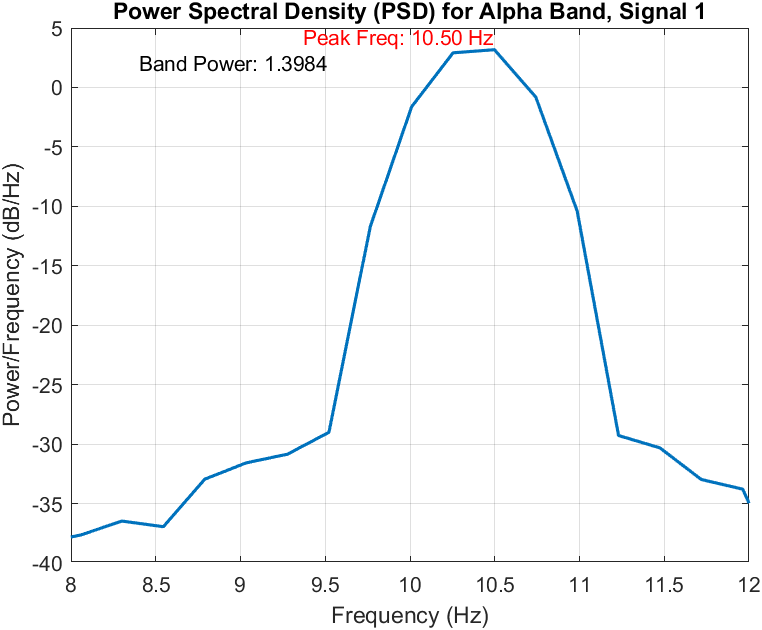 Power Spectral Density (PSD) for Alpha Band, Signal 1
Peak Freq: 10.50 Hz
Band Power: 1.3984
Power/Frequency (dB/Hz)
5
0
-5
-10
-15
-20
-25
-30
-35
-40
8 8.5 9 9.5 10 10.5 11 11.5 12
Frequency (Hz)